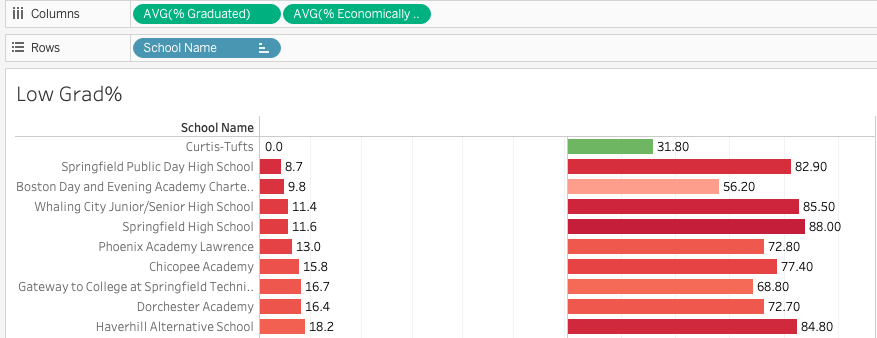 Columns AVG(% Graduated) AVG(% Economically ..
Rows School Name
Low Grad%
School Name
Curtis-Tufts 0.0 31.80
Springfield Public Day High School 8.7 82.90
Boston Day and Evening Academy Charte.. 9.8 56.20
Whaling City Junior/Senior High School 11.4 85.50
Springfield High School 11.6 88.00
Phoenix Academy Lawrence 13.0 72.80
Chicopee Academy 15.8 77.40
Gateway to College at Springfield Techni.. 16.7 68.80
Dorchester Academy 16.4 72.70
Haverhill Alternative School 18.2 84.80